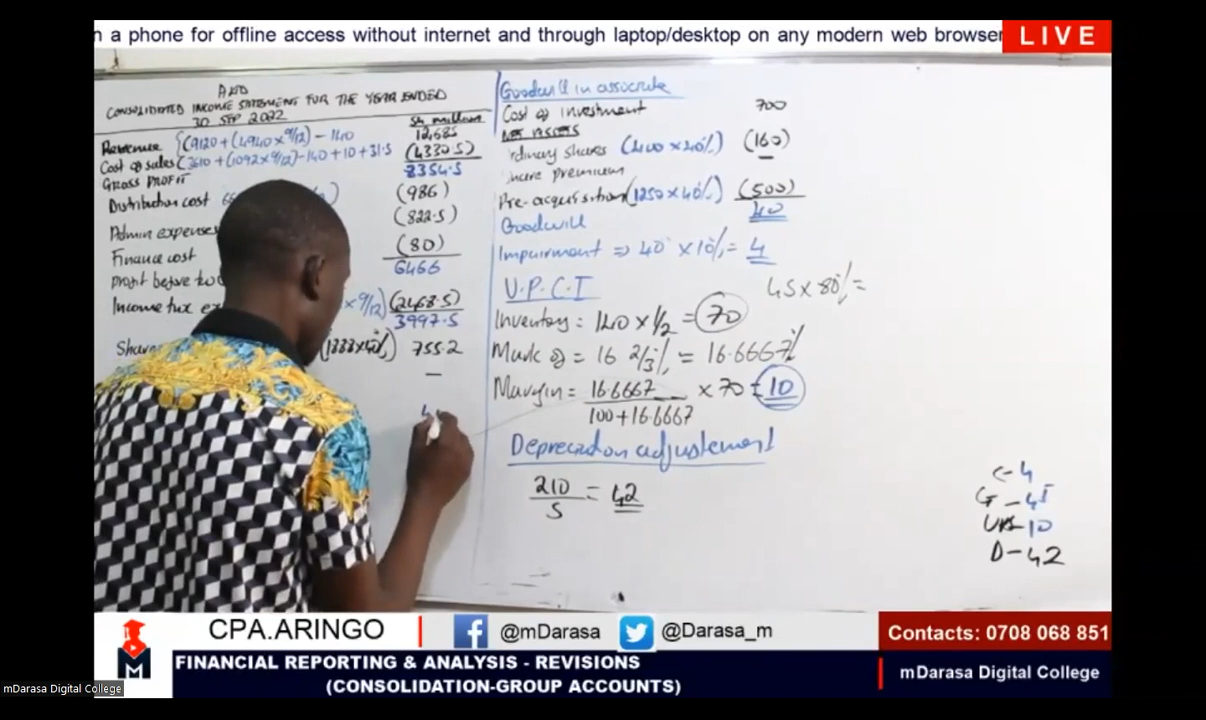 n a phone for offline access without internet and through laptop/desktop on any modern web browser
LIVE
CONSOLIDATED INCOME STATEMENT FOR THE YEAR ENDED
30 SEP 2022
Sh million
Revenue {(9120 + (4940 x 9/12) - 140 12,685
Cost of sales (3610 + (1092 x 9/12) - 140 + 10 + 31.5 (4330.5)
GROSS PROFIT 8354.5
Distribution cost (986)
Admin expenses (822.5)
Finance cost (80)
Profit before 6466
Income tax x 9/12) (2468.5)
3997.5
(1888x40%) 755.2
Goodwill in associate
Cost of investment 700
Net assets
ordinary shares (400 x 40%) (160)
Share premium
Pre-acquisition (1250 x 40%) (500)
Goodwill 40
Impairment => 40 x 10% = 4
U.P.C.I
45 x 80% =
Inventory = 140 x 1/2 = 70
Mark = 16 2/3% = 16.6667%
Margin = 16.6667 x 70 = 10
100 + 16.6667
Depreciation adjustment
210 = 42
5
C - 4
G - 45
10
D - 42
CPA.ARINGO
@mDarasa
@Darasa_m
Contacts: 0708 068 851
M
FINANCIAL REPORTING & ANALYSIS - REVISIONS
(CONSOLIDATION-GROUP ACCOUNTS)
mDarasa Digital College
mDarasa Digital College